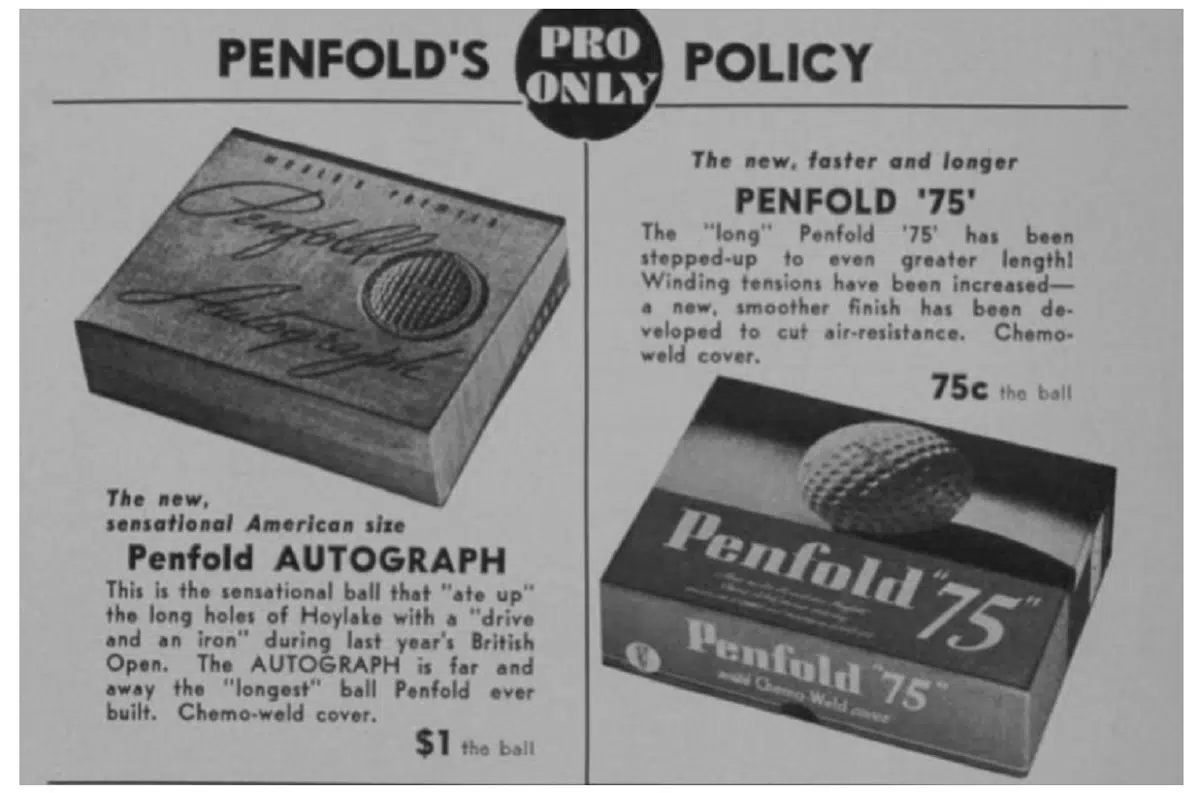 PENFOLD'S PRO ONLY POLICY
WORLD'S PREMIER
Penfold
Autograph
The new,
sensational American size
Penfold AUTOGRAPH
This is the sensational ball that "ate up"
the long holes of Hoylake with a "drive
and an iron" during last year's British
Open. The AUTOGRAPH is far and
away the "longest" ball Penfold ever
built. Chemo-weld cover.
$1 the ball
The new, faster and longer
PENFOLD '75'
The "long" Penfold '75' has been
stepped-up to even greater length!
Winding tensions have been increased—
a new, smoother finish has been de-
veloped to cut air-resistance. Chemo-
weld cover.
75c the ball
Penfold "75"
Penfold "75"
with Chemo-Weld cover